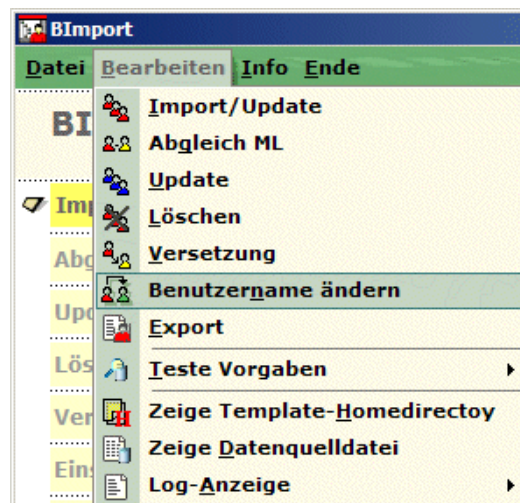 BImport
Datei Bearbeiten Info Ende
BI
Import/Update
Abgleich ML
Update
Löschen
Versetzung
Benutzername ändern
Export
Teste Vorgaben
Zeige Template-Homedirectoy
Zeige Datenquelldatei
Log-Anzeige
Imp
Abg
Upd
Lös
Ver
Eins